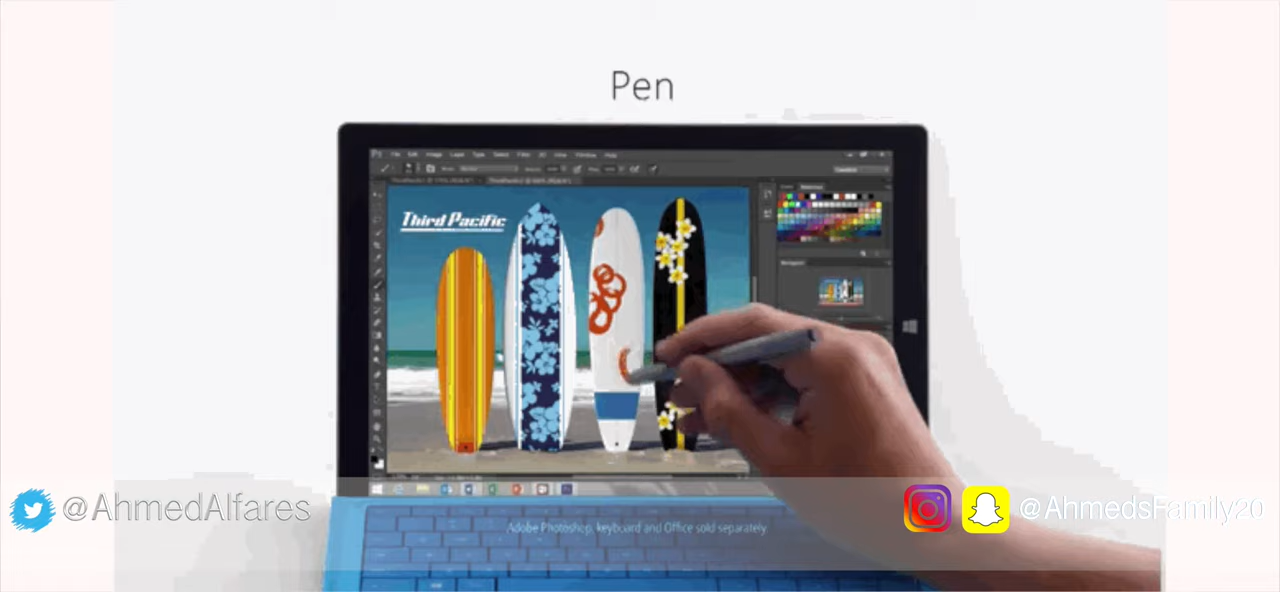 Pen
Third Pacific
@AhmedAlfares
@AhmedsFamily20
Adobe Photoshop, keyboard and Office sold separately.